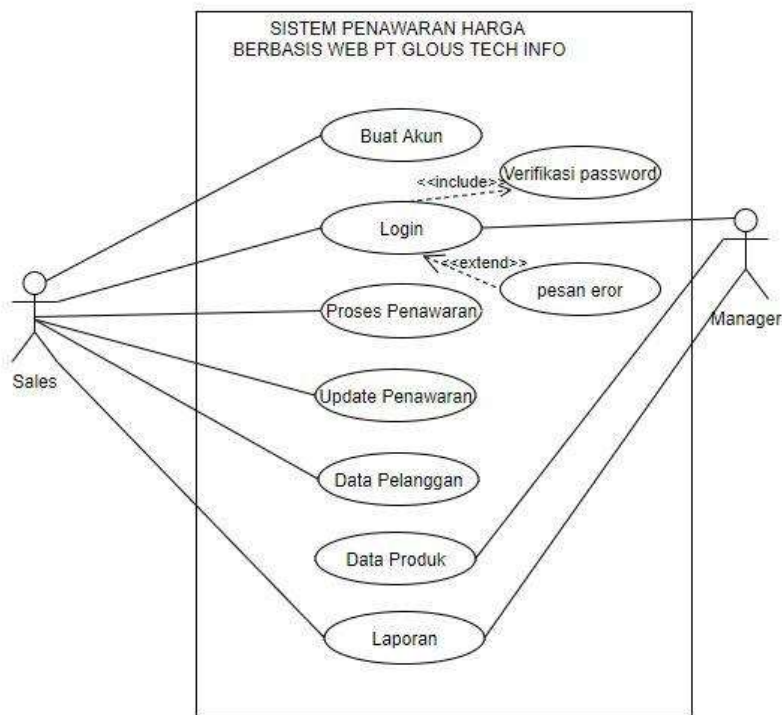 SISTEM PENAWARAN HARGA
BERBASIS WEB PT GLOUS TECH INFO
Buat Akun
<<include>>
Verifikasi password
Login
<<extend>>
pesan eror
Proses Penawaran
Manager
Sales
Update Penawaran
Data Pelanggan
Data Produk
Laporan